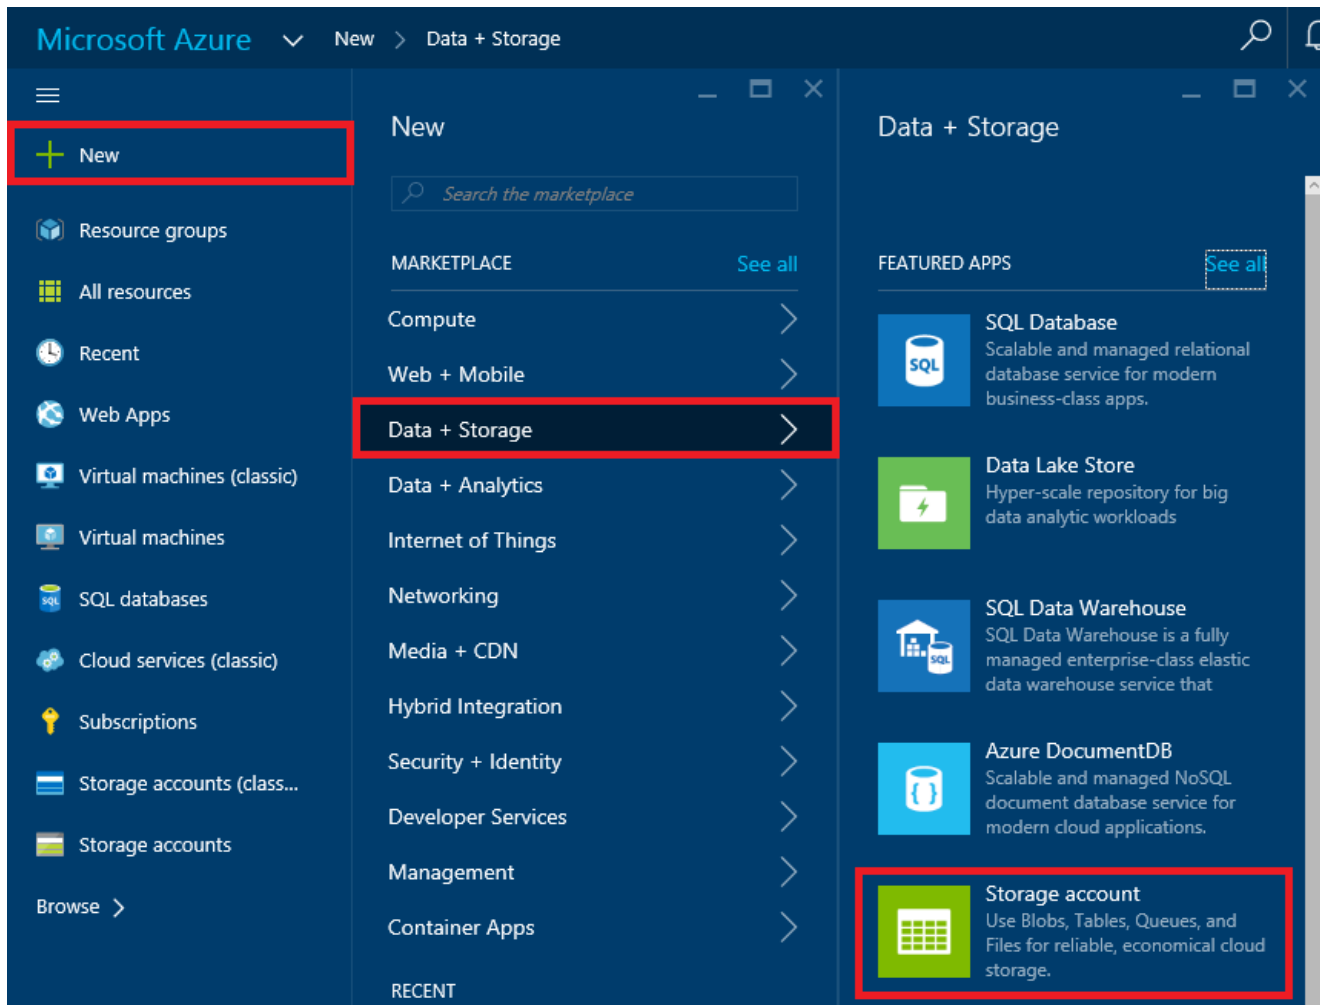 Microsoft Azure
New > Data + Storage
New
Resource groups
All resources
Recent
Web Apps
Virtual machines (classic)
Virtual machines
SQL databases
Cloud services (classic)
Subscriptions
Storage accounts (class...
Storage accounts
Browse >
New
Search the marketplace
MARKETPLACE See all
Compute
Web + Mobile
Data + Storage
Data + Analytics
Internet of Things
Networking
Media + CDN
Hybrid Integration
Security + Identity
Developer Services
Management
Container Apps
RECENT
Data + Storage
FEATURED APPS See all
SQL
SQL Database
Scalable and managed relational
database service for modern
business-class apps.
Data Lake Store
Hyper-scale repository for big
data analytic workloads
SQL
SQL Data Warehouse
SQL Data Warehouse is a fully
managed enterprise-class elastic
data warehouse service that
{ }
Azure DocumentDB
Scalable and managed NoSQL
document database service for
modern cloud applications.
Storage account
Use Blobs, Tables, Queues, and
Files for reliable, economical cloud
storage.